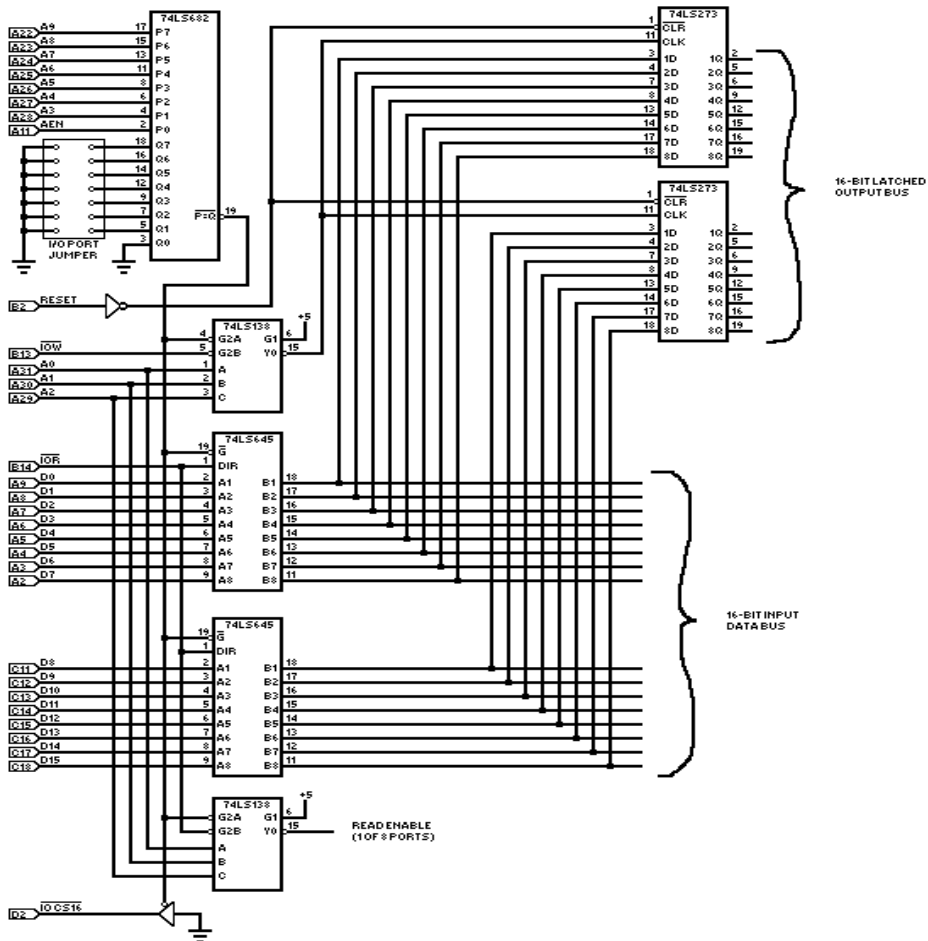 74LS682
A22 A9 17 P7
A23 A8 15 P6
A24 A7 13 P5
A25 A6 11 P4
A26 A5 8 P3
A27 A4 6 P2
A28 A3 4 P1
A11 AEN 2 P0
18 Q7
16 Q6
14 Q5
12 Q4
9 Q3
7 Q2
5 Q1
3 Q0
P=Q 19
I/O PORT
JUMPER
74LS273
1 CLR
11 CLK
3 1D 1Q 2
4 2D 2Q 5
7 3D 3Q 6
8 4D 4Q 9
13 5D 5Q 12
14 6D 6Q 15
17 7D 7Q 16
18 8D 8Q 19
74LS273
1 CLR
11 CLK
3 1D 1Q 2
4 2D 2Q 5
7 3D 3Q 6
8 4D 4Q 9
13 5D 5Q 12
14 6D 6Q 15
17 7D 7Q 16
18 8D 8Q 19
16-BIT LATCHED
OUTPUT BUS
B2 RESET
74LS138
+5
4 G2A G1 6
B13 IOW 5 G2B Y0 15
A31 A0 1 A
A30 A1 2 B
A29 A2 3 C
74LS645
19 G
B14 IOR 1 DIR
A9 D0 2 A1 B1 18
A8 D1 3 A2 B2 17
A7 D2 4 A3 B3 16
A6 D3 5 A4 B4 15
A5 D4 6 A5 B5 14
A4 D5 7 A6 B6 13
A3 D6 8 A7 B7 12
A2 D7 9 A8 B8 11
16-BIT INPUT
DATA BUS
74LS645
19 G
1 DIR
C11 D8 2 A1 B1 18
C12 D9 3 A2 B2 17
C13 D10 4 A3 B3 16
C14 D11 5 A4 B4 15
C15 D12 6 A5 B5 14
C16 D13 7 A6 B6 13
C17 D14 8 A7 B7 12
C18 D15 9 A8 B8 11
74LS138
+5
G2A G1 6
G2B Y0 15
A
B
C
READ ENABLE
(1 OF 8 PORTS)
D2 IOCS16